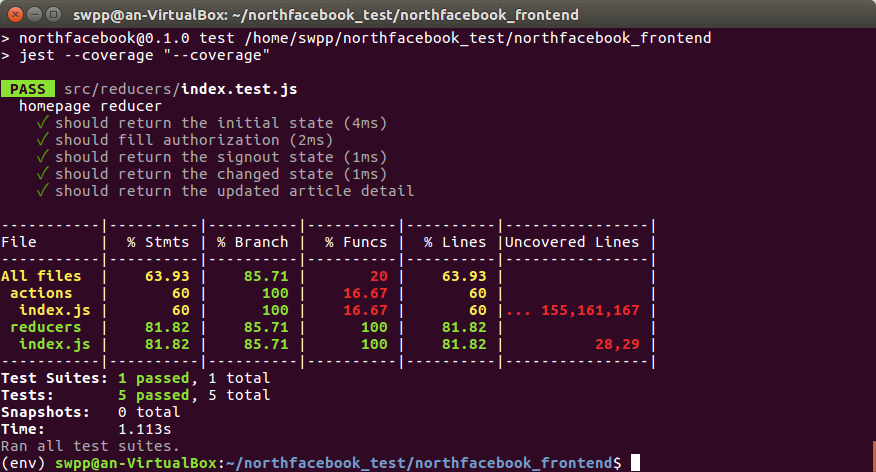 swpp@an-VirtualBox: ~/northfacebook_test/northfacebook_frontend
> northfacebook@0.1.0 test /home/swpp/northfacebook_test/northfacebook_frontend
> jest --coverage "--coverage"
PASS src/reducers/index.test.js
homepage reducer
✓ should return the initial state (4ms)
✓ should fill authorization (2ms)
✓ should return the signout state (1ms)
✓ should return the changed state (1ms)
✓ should return the updated article detail
-----------|----------|----------|----------|----------|----------------|
File       |  % Stmts | % Branch |  % Funcs |  % Lines |Uncovered Lines |
-----------|----------|----------|----------|----------|----------------|
All files  |    63.93 |    85.71 |       20 |    63.93 |                |
 actions   |       60 |      100 |    16.67 |       60 |                |
  index.js |       60 |      100 |    16.67 |       60 |... 155,161,167 |
 reducers  |    81.82 |    85.71 |      100 |    81.82 |                |
  index.js |    81.82 |    85.71 |      100 |    81.82 |          28,29 |
-----------|----------|----------|----------|----------|----------------|
Test Suites: 1 passed, 1 total
Tests:       5 passed, 5 total
Snapshots:   0 total
Time:        1.113s
Ran all test suites.
(env) swpp@an-VirtualBox:~/northfacebook_test/northfacebook_frontend$